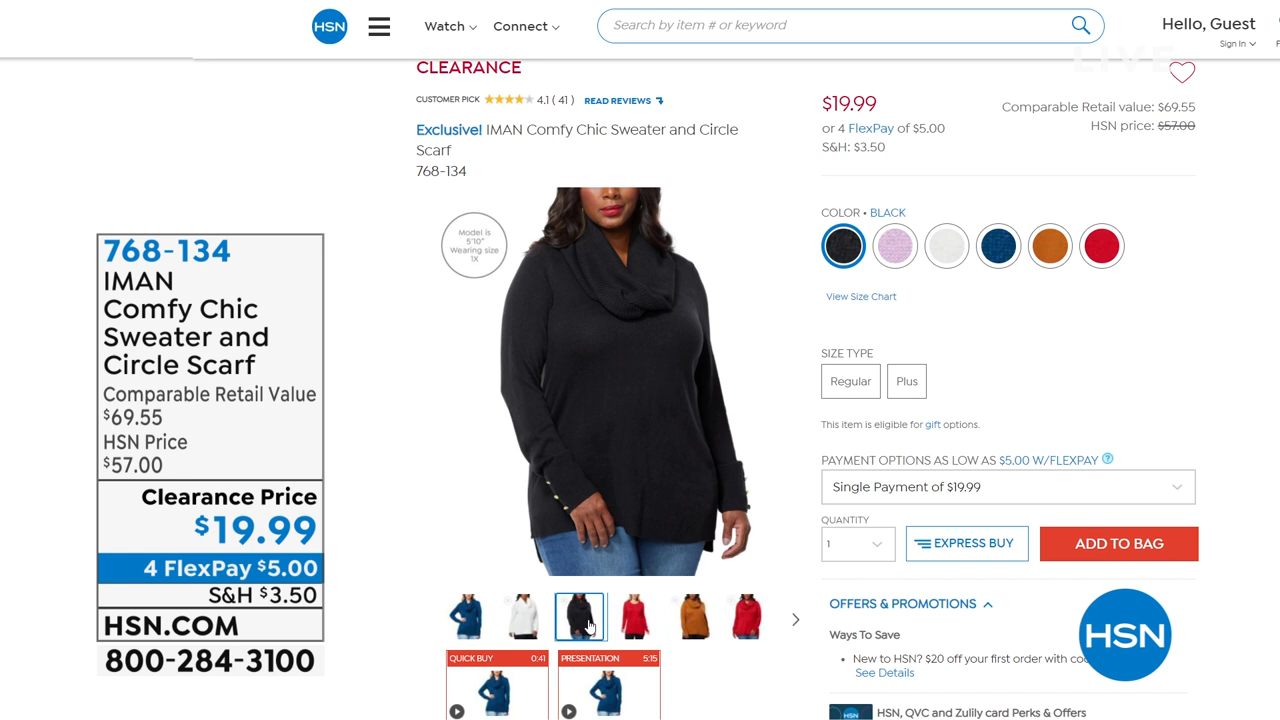 HSN
Watch
Connect
Search by item # or keyword
Hello, Guest
Sign In
LIVE
CLEARANCE
CUSTOMER PICK 4.1 ( 41 ) READ REVIEWS
Exclusive! IMAN Comfy Chic Sweater and Circle
Scarf
768-134
Model is
5'10"
Wearing size
1X
QUICK BUY 0:41
PRESENTATION 5:15
$19.99
or 4 FlexPay of $5.00
S&H: $3.50
Comparable Retail value: $69.55
HSN price: $57.00
COLOR • BLACK
View Size Chart
SIZE TYPE
Regular
Plus
This item is eligible for gift options.
PAYMENT OPTIONS AS LOW AS $5.00 W/FLEXPAY ?
Single Payment of $19.99
QUANTITY
1
EXPRESS BUY
ADD TO BAG
OFFERS & PROMOTIONS
Ways To Save
• New to HSN? $20 off your first order with
See Details
HSN, QVC and Zulily card Perks & Offers
HSN
768-134
IMAN
Comfy Chic
Sweater and
Circle Scarf
Comparable Retail Value
$69.55
HSN Price
$57.00
Clearance Price
$19.99
4 FlexPay $5.00
S&H $3.50
HSN.COM
800-284-3100